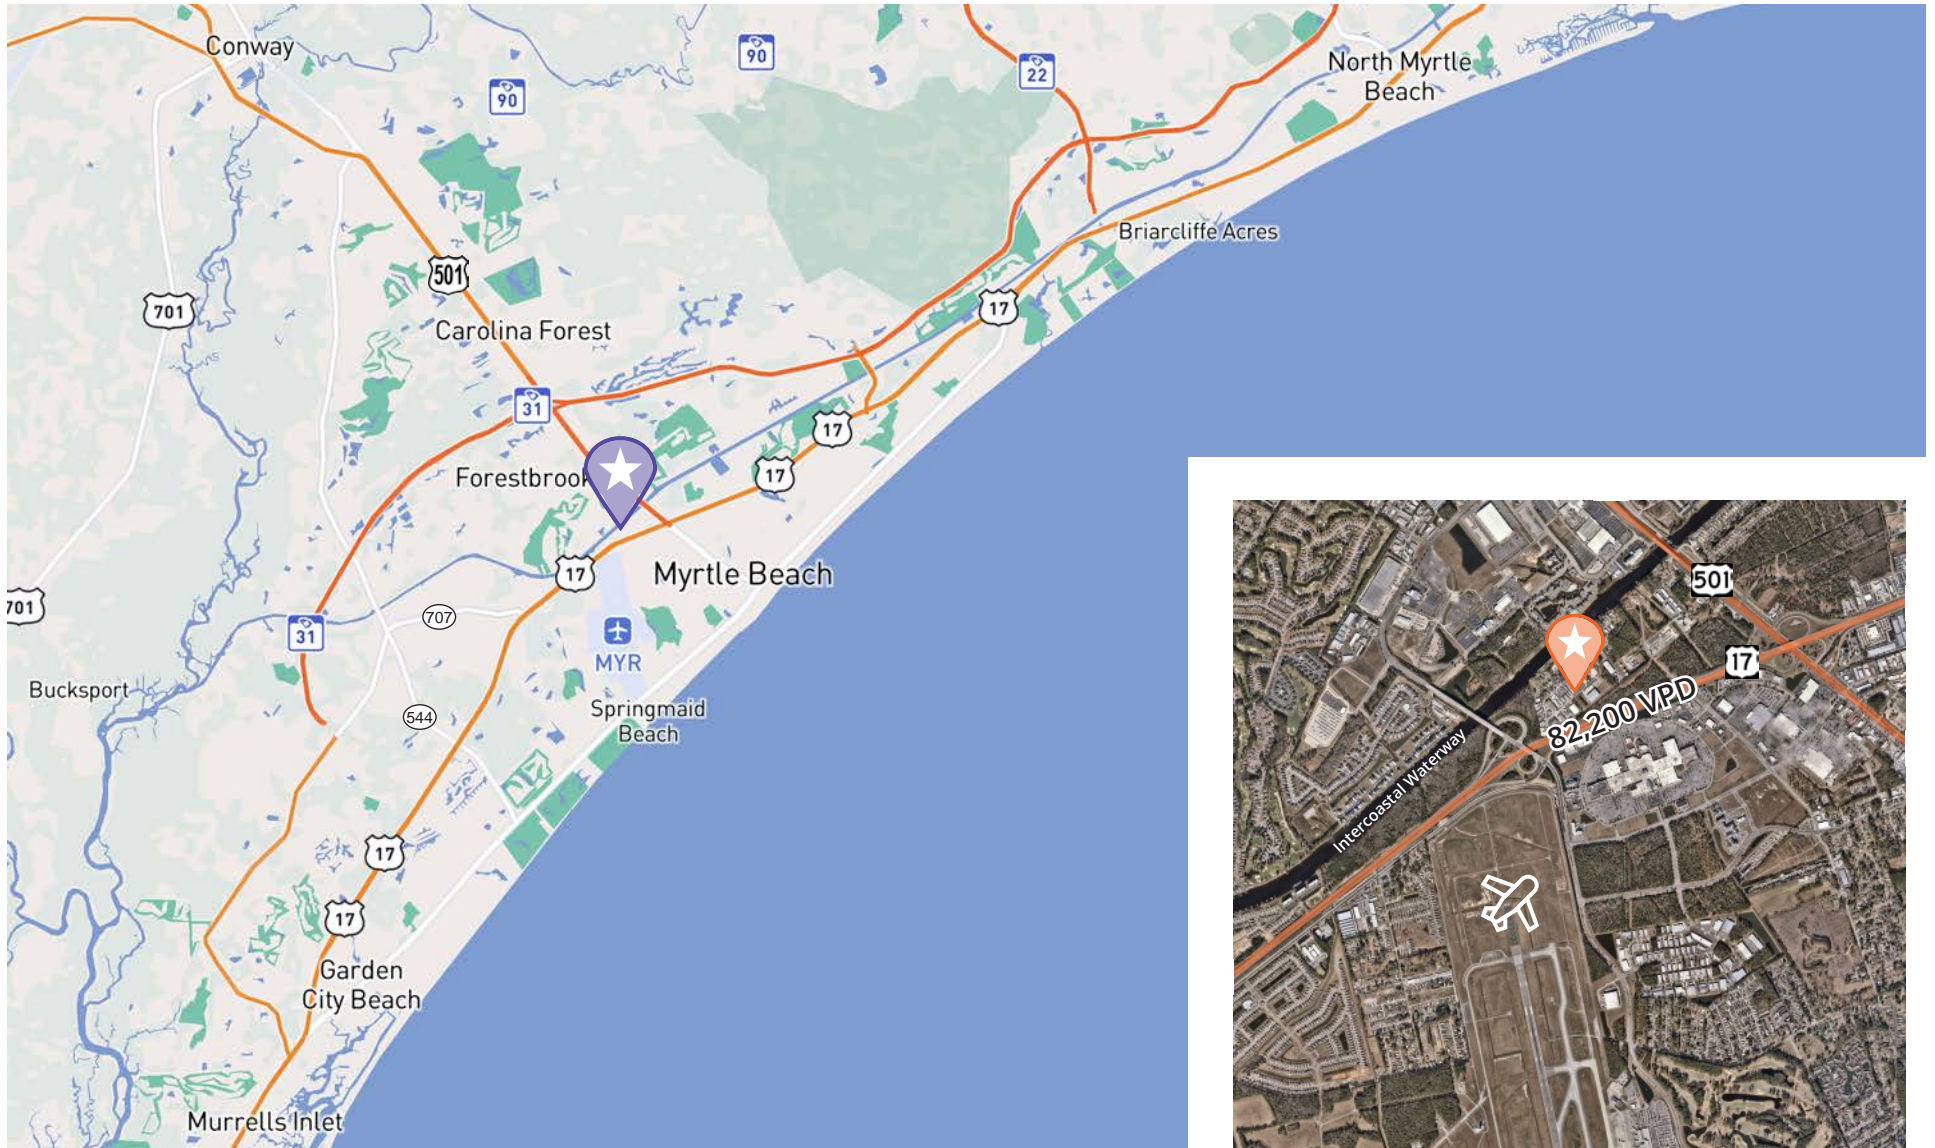 Conway
90
90
22
North Myrtle
Beach
Briarcliffe Acres
501
701
17
Carolina Forest
31
17
Forestbrook
17
17
Myrtle Beach
701
707
31
MYR
Bucksport
544
Springmaid
Beach
17
17
Garden
City Beach
Murrells Inlet
501
17
82,200 VPD
Intercoastal Waterway